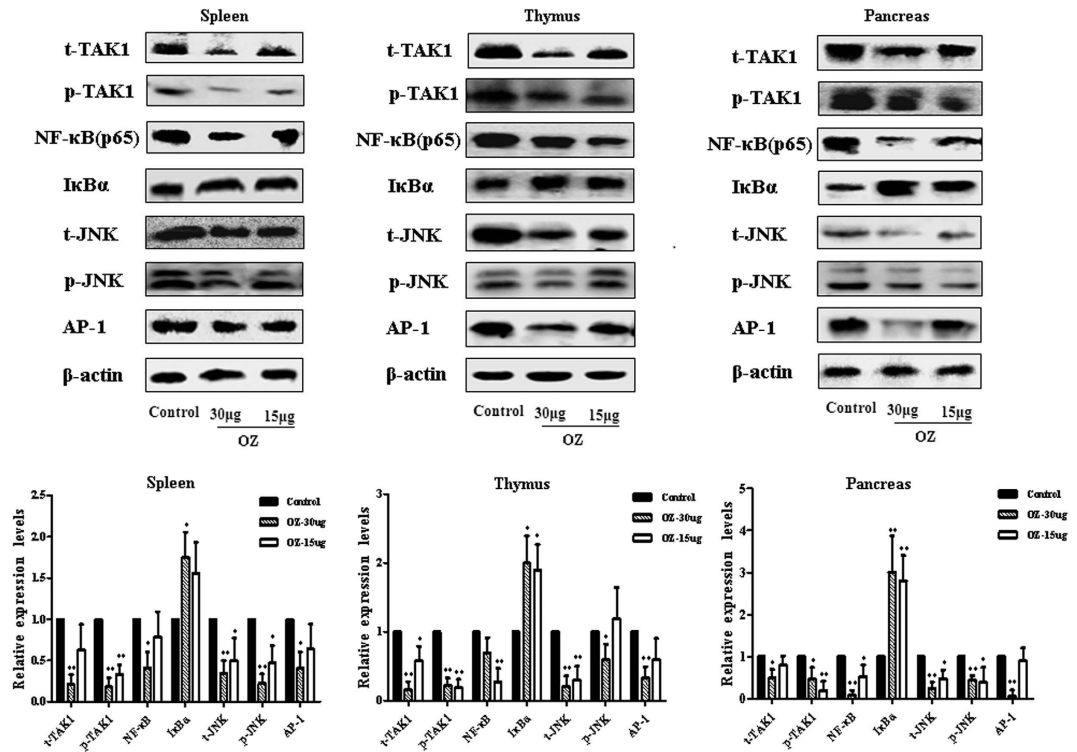 Spleen
t-TAK1
p-TAK1
NF-κB(p65)
IκBα
t-JNK
p-JNK
AP-1
β-actin
Control 30μg 15μg
OZ
Thymus
t-TAK1
p-TAK1
NF-κB(p65)
IκBα
t-JNK
p-JNK
AP-1
β-actin
Control 30μg 15μg
OZ
Pancreas
t-TAK1
p-TAK1
NF-κB(p65)
IκBα
t-JNK
p-JNK
AP-1
β-actin
Control 30μg 15μg
OZ
Spleen
Relative expression levels
2.5
2.0
1.5
1.0
0.5
0.0
Control
OZ-30ug
OZ-15ug
t-TAK1 p-TAK1 NF-κB IκBa t-JNK p-JNK AP-1
Thymus
Relative expression levels
3
2
1
0
Control
OZ-30ug
OZ-15ug
t-TAK1 p-TAK1 NF-κB IκBa t-JNK p-JNK AP-1
Pancreas
Relative expression levels
5
4
3
2
1
0
Control
OZ-30ug
OZ-15ug
t-TAK1 p-TAK1 NF-κB IκBa t-JNK p-JNK AP-1